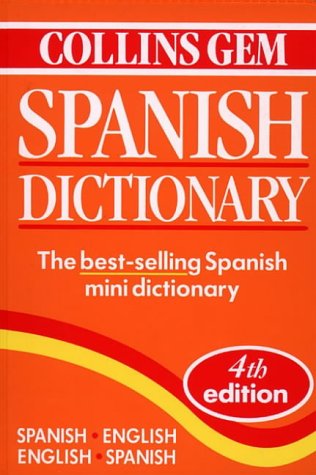 COLLINS GEM
SPANISH
DICTIONARY
The best-selling Spanish
mini dictionary
4th
edition
SPANISH • ENGLISH
ENGLISH • SPANISH